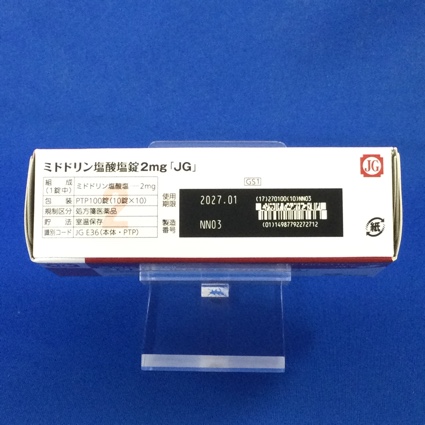 ミドドリン塩酸塩錠2mg「JG」
JG
組成(1錠中) ミドドリン塩酸塩…2mg
包装 PTP100錠(10錠×10)
規制区分 処方箋医薬品
貯法 室温保存
識別コード JG E36(本体・PTP)
使用期限 2027.01
製造番号 NN03
GS1
(17)270100(10)NN03
(01)14987792272712
紙